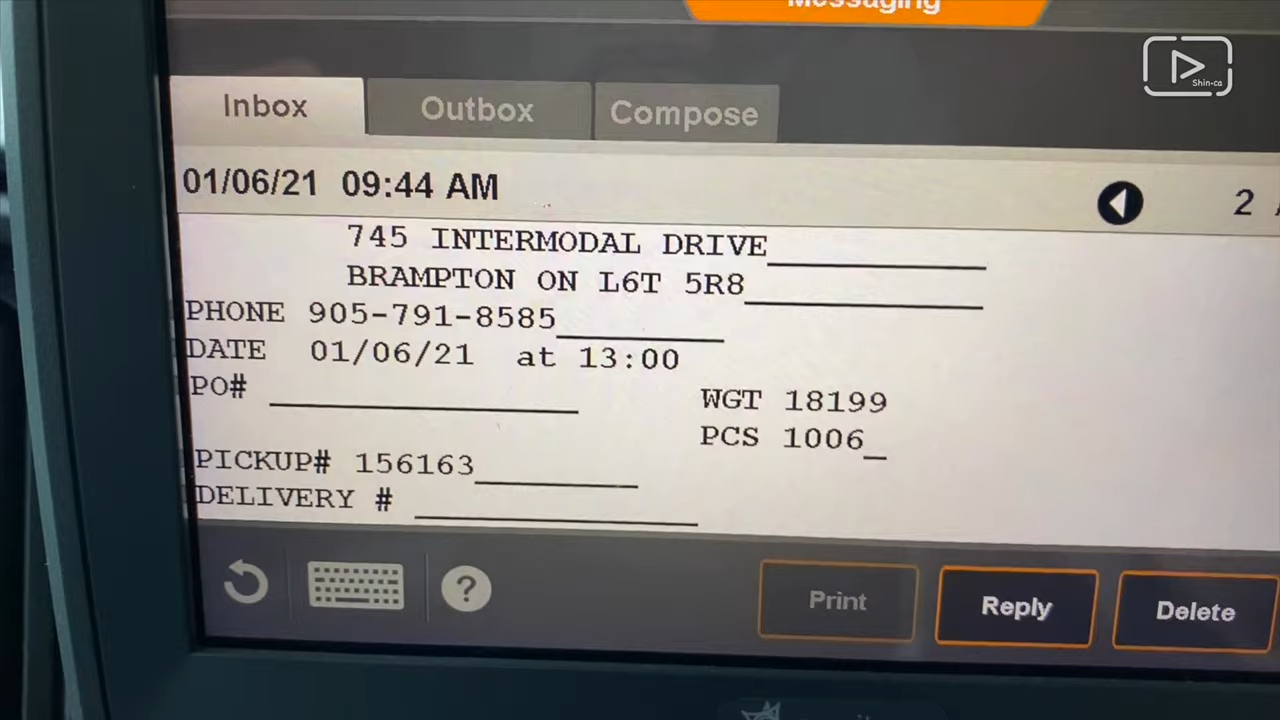 Messaging
Shin-ca
Inbox Outbox Compose
01/06/21 09:44 AM 2
745 INTERMODAL DRIVE
BRAMPTON ON L6T 5R8
PHONE 905-791-8585
DATE 01/06/21 at 13:00
PO# WGT 18199
PCS 1006
PICKUP# 156163
DELIVERY #
? Print Reply Delete